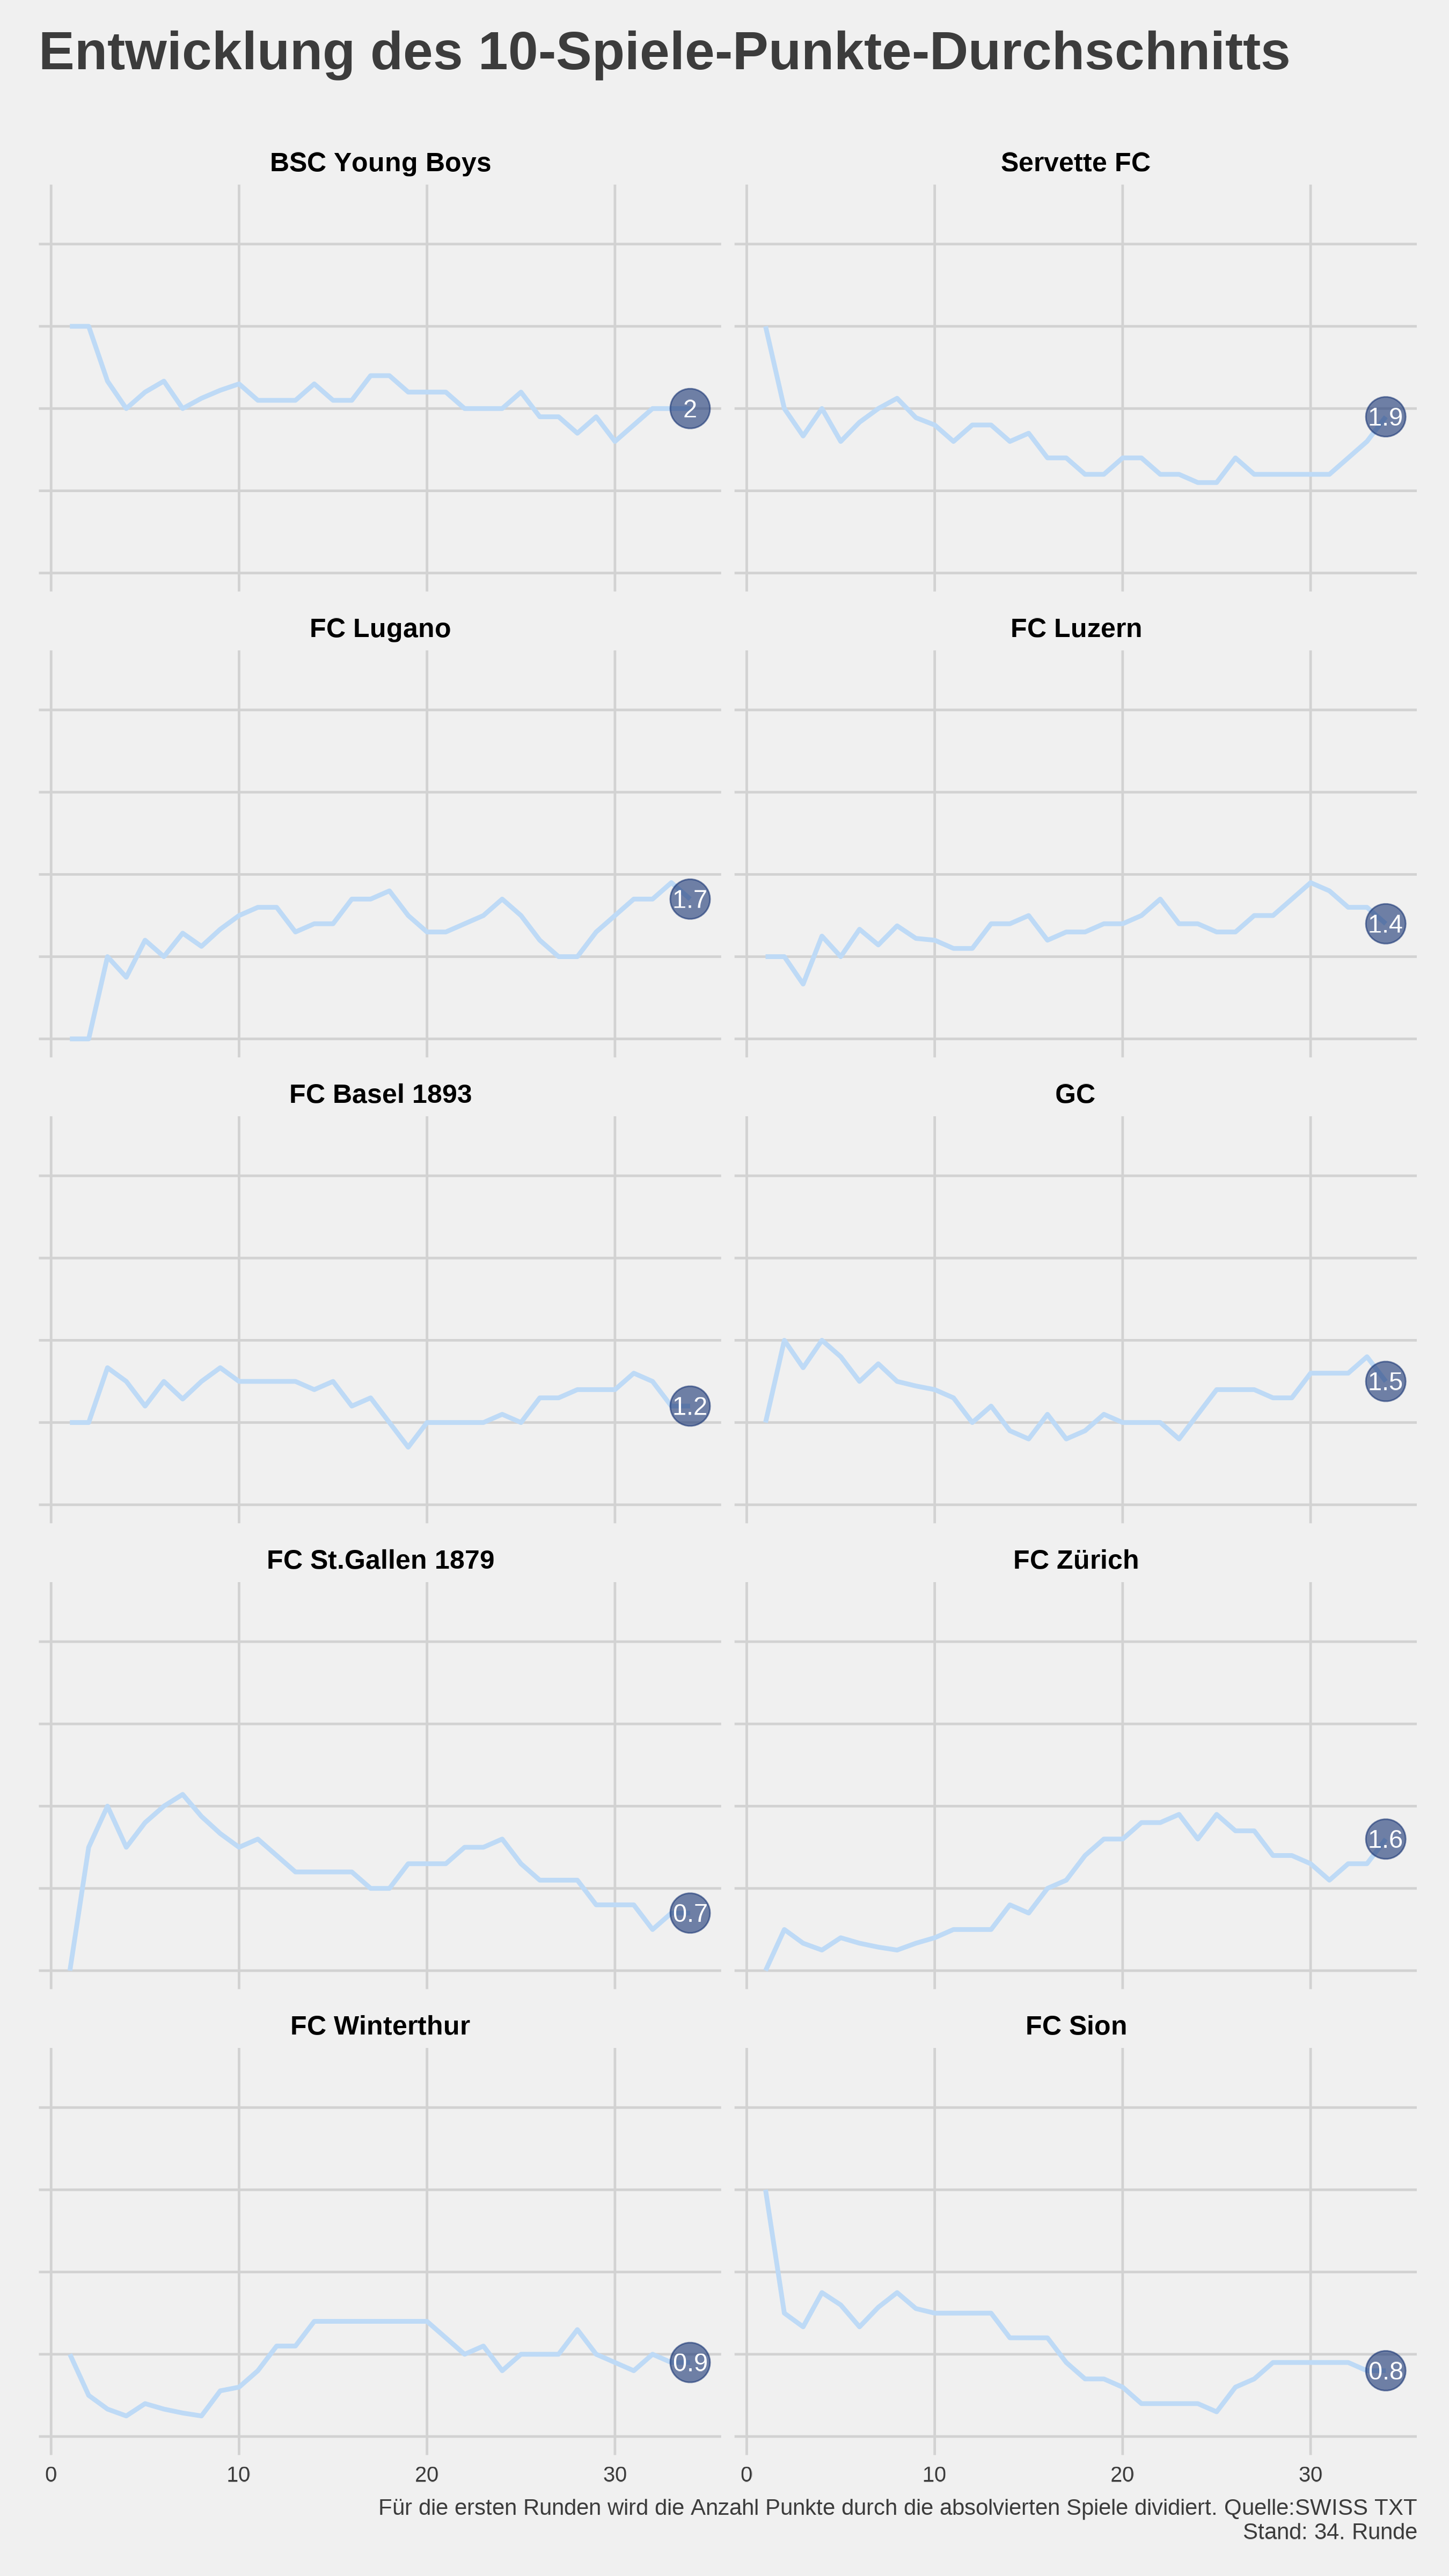 Entwicklung des 10-Spiele-Punkte-Durchschnitts
BSC Young Boys
Servette FC
2
1.9
FC Lugano
FC Luzern
1.7
1.4
FC Basel 1893
GC
1.2
1.5
FC St.Gallen 1879
FC Zürich
0.7
1.6
FC Winterthur
FC Sion
0.9
0.8
0 10 20 30 0 10 20 30
Für die ersten Runden wird die Anzahl Punkte durch die absolvierten Spiele dividiert. Quelle:SWISS TXT
Stand: 34. Runde